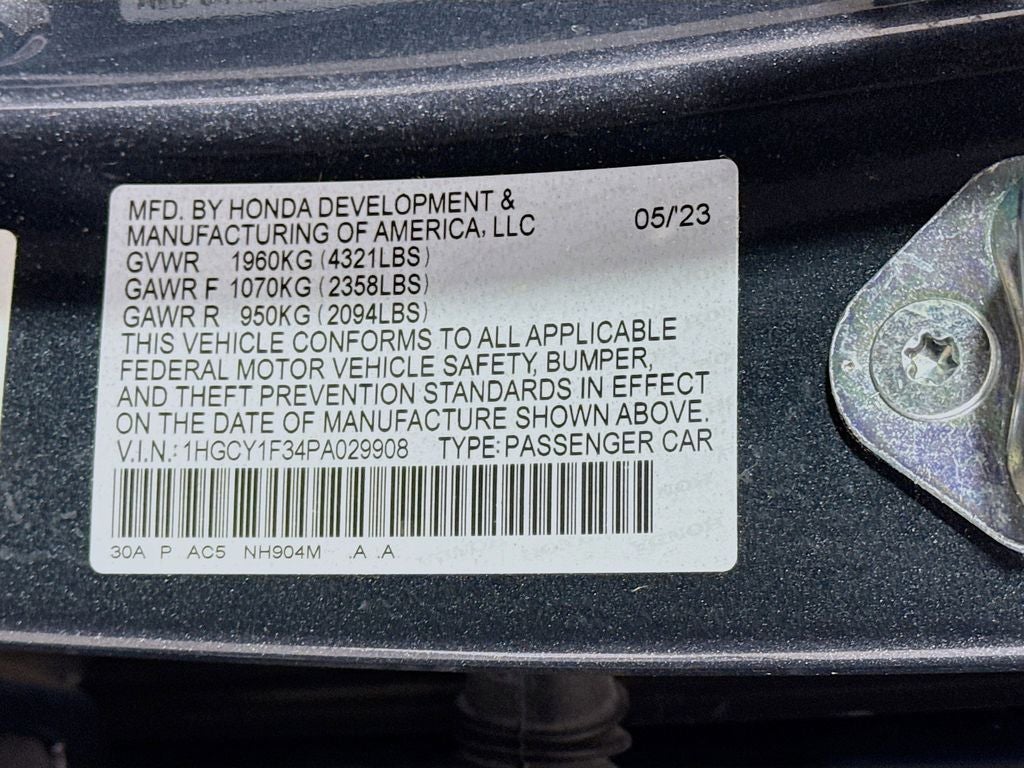 MFD. BY HONDA DEVELOPMENT &
MANUFACTURING OF AMERICA, LLC 05/'23
GVWR 1960KG (4321LBS)
GAWR F 1070KG (2358LBS)
GAWR R 950KG (2094LBS)
THIS VEHICLE CONFORMS TO ALL APPLICABLE
FEDERAL MOTOR VEHICLE SAFETY, BUMPER,
AND THEFT PREVENTION STANDARDS IN EFFECT
ON THE DATE OF MANUFACTURE SHOWN ABOVE.
V.I.N.: 1HGCY1F34PA029908 TYPE: PASSENGER CAR
30A P AC5 NH904M .A .A